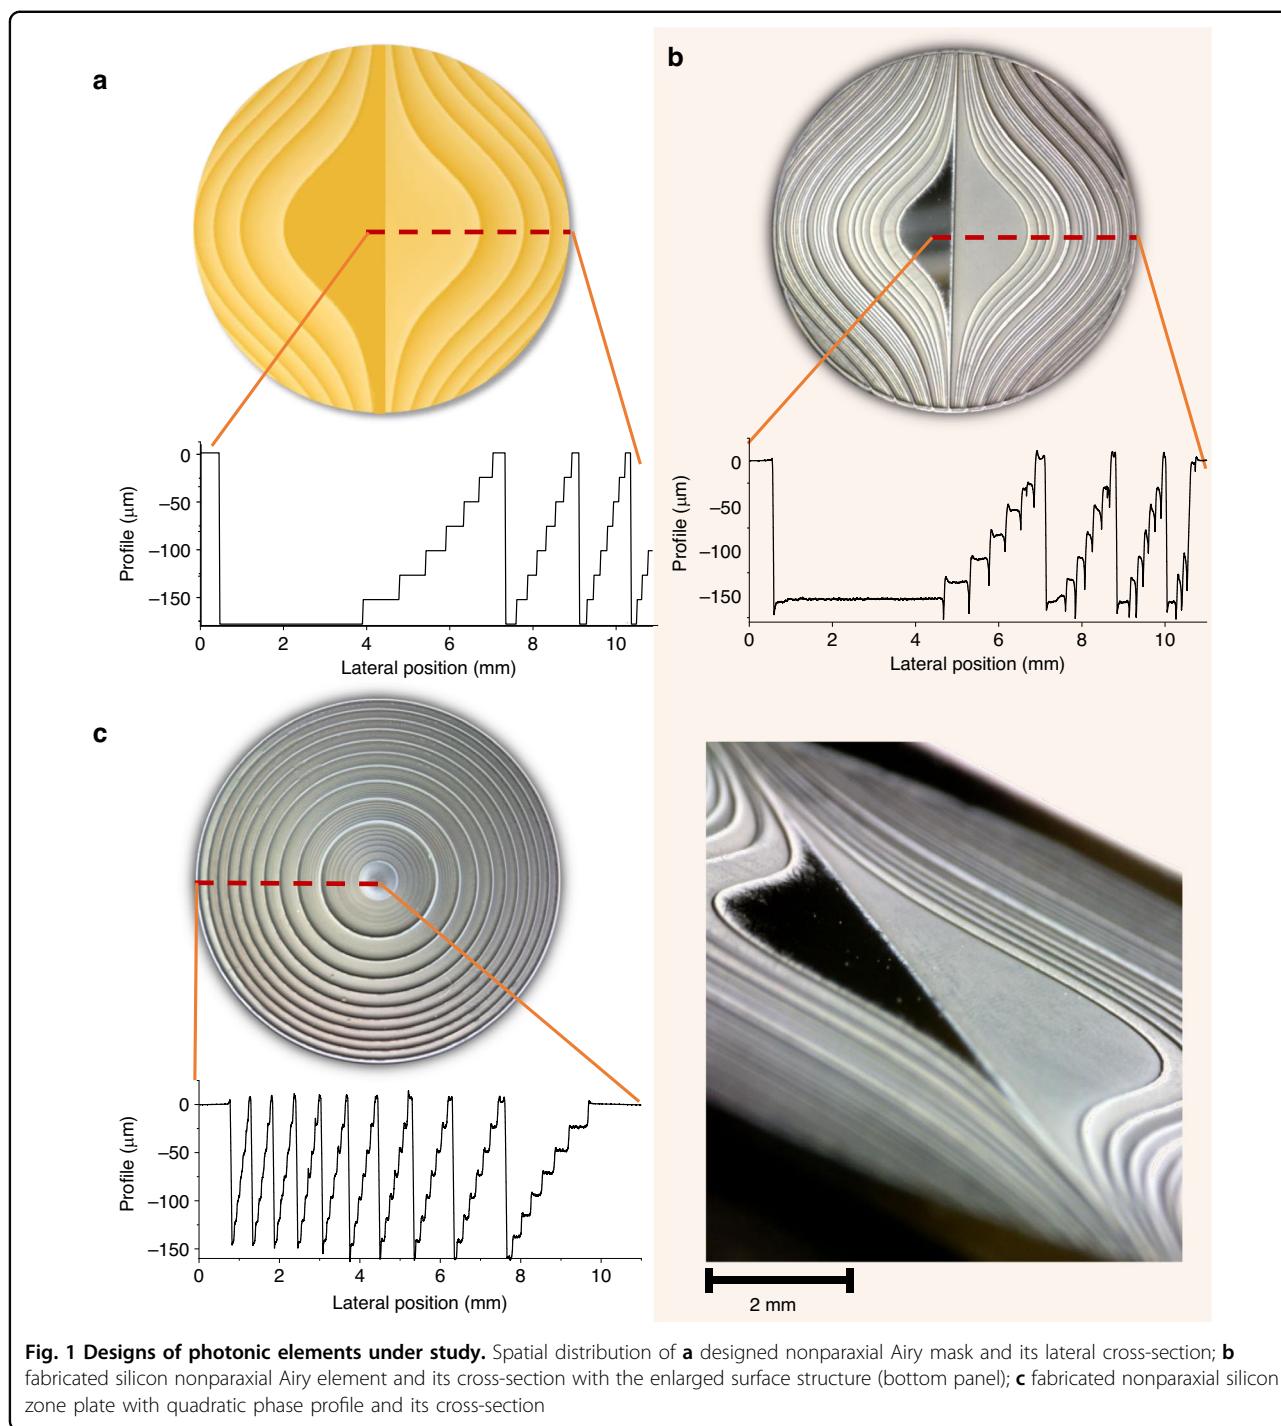 a
b
0
−50
−100
−150
Profile (µm)
0 2 4 6 8 10
Lateral position (mm)
0
−50
−100
−150
Profile (µm)
0 2 4 6 8 10
Lateral position (mm)
c
0
−50
−100
−150
Profile (µm)
0 2 4 6 8 10
Lateral position (mm)
2 mm
Fig. 1 Designs of photonic elements under study. Spatial distribution of a designed nonparaxial Airy mask and its lateral cross-section; b
fabricated silicon nonparaxial Airy element and its cross-section with the enlarged surface structure (bottom panel); c fabricated nonparaxial silicon
zone plate with quadratic phase profile and its cross-section